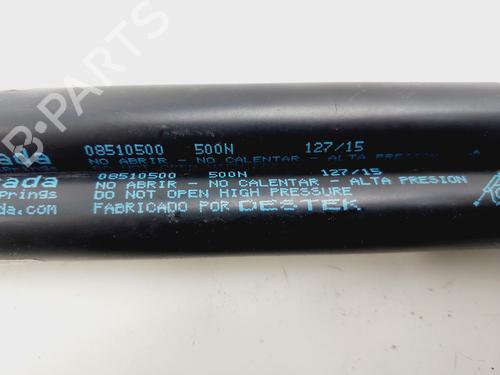 ada 08510500 500N 127/15
NO ABRIR - NO CALENTAR - ALTA
ada 08510500 500N 127/15
NO ABRIR - NO CALENTAR - ALTA PRESION
prings DO NOT OPEN HIGH PRESSURE
da.com FABRICADO POR DESTEK